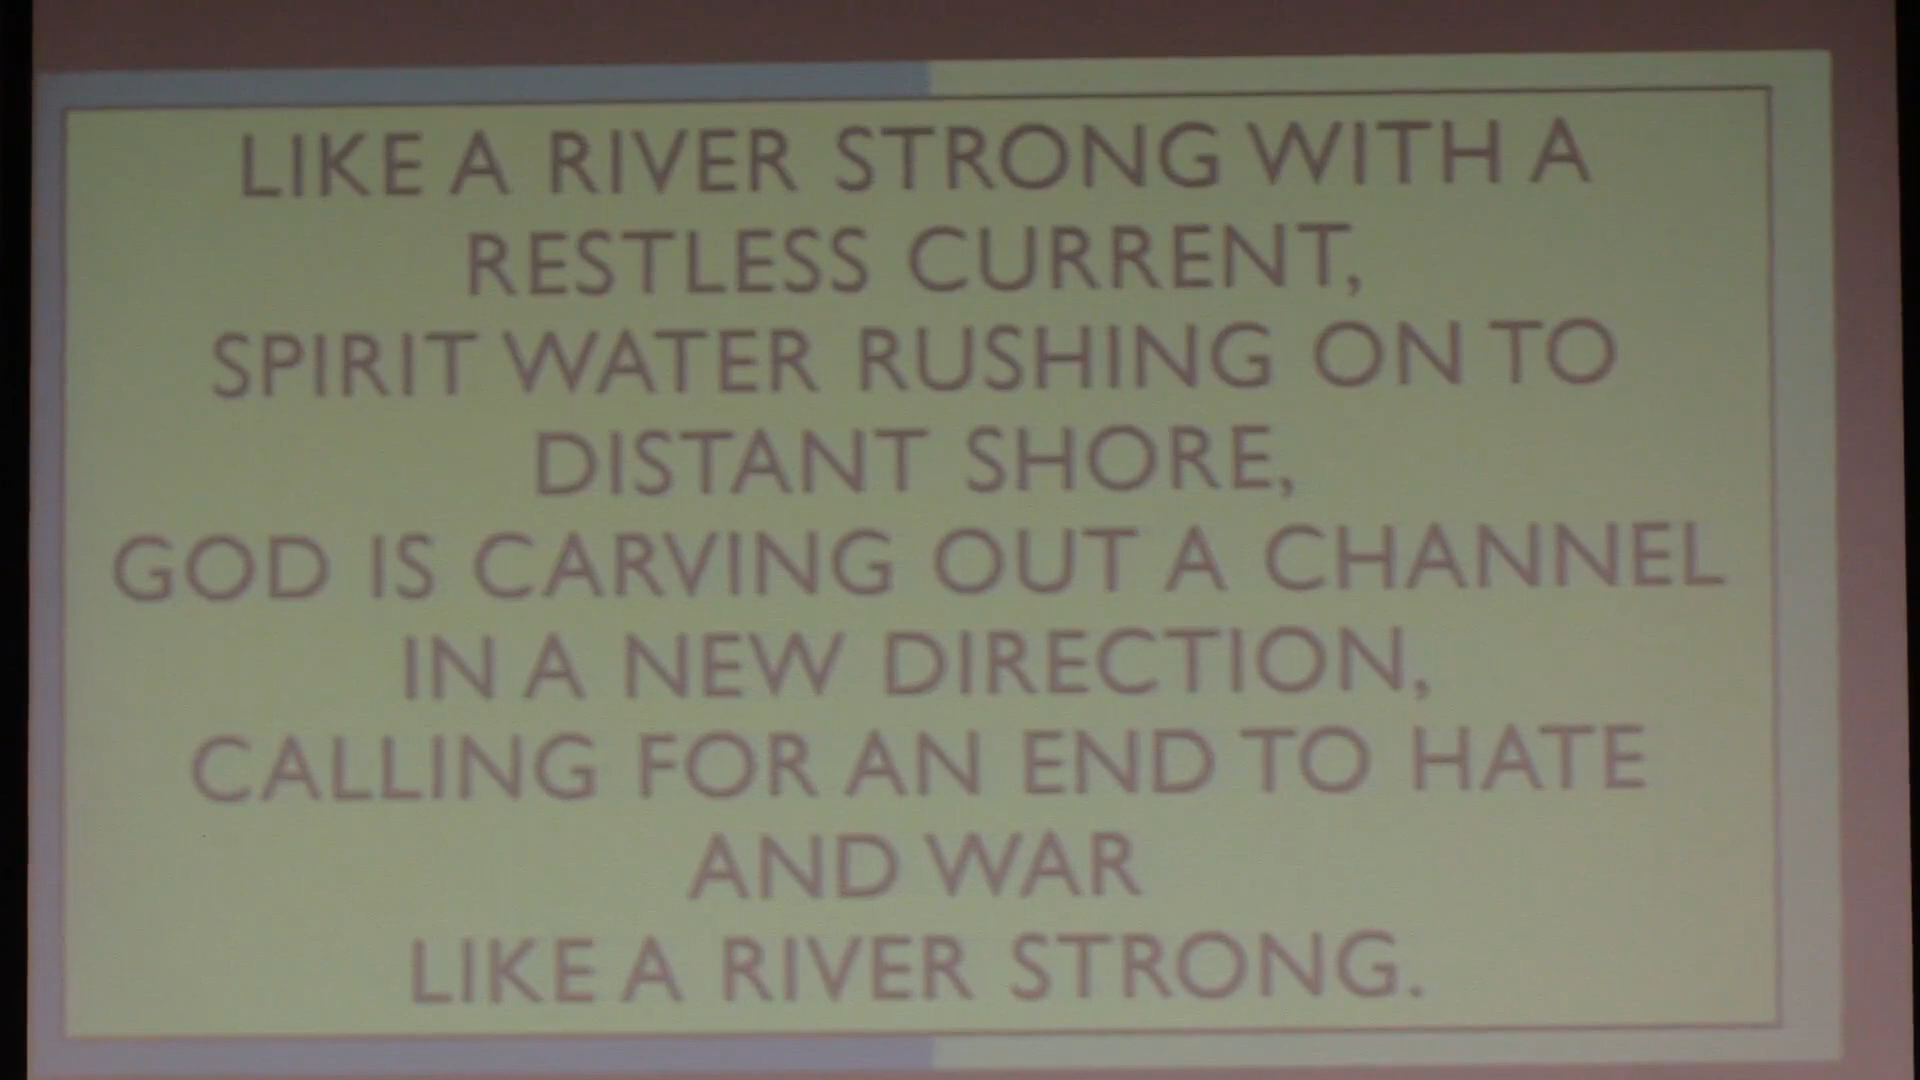 LIKE A RIVER STRONG WITH A
RESTLESS CURRENT,
SPIRIT WATER RUSHING ON TO
DISTANT SHORE,
GOD IS CARVING OUT A CHANNEL
IN A NEW DIRECTION,
CALLING FOR AN END TO HATE
AND WAR
LIKE A RIVER STRONG.